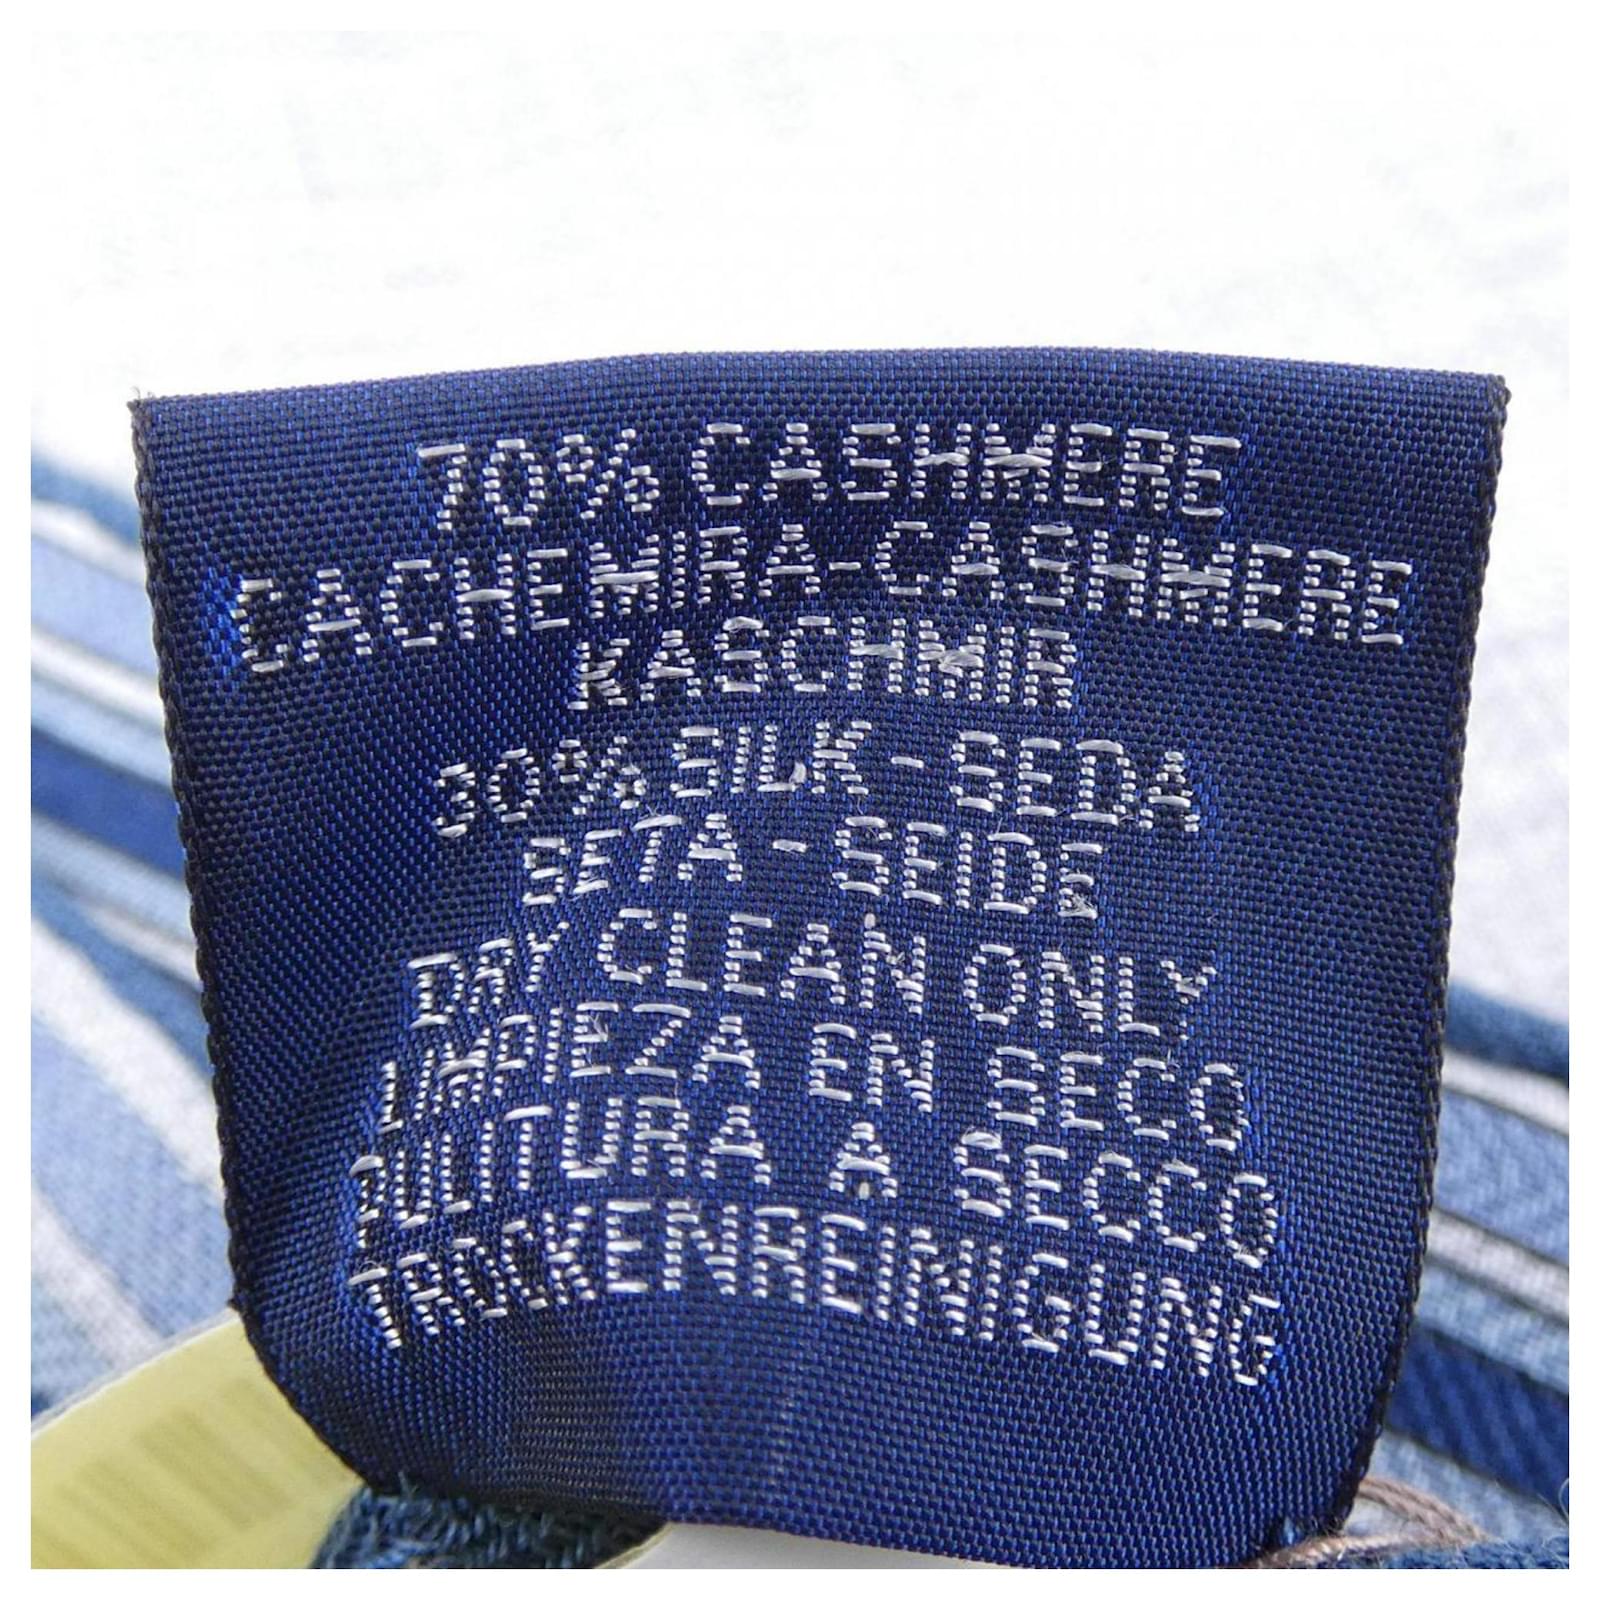 70% CASHMERE
CACHEMIRA-CASHMERE
KASCHMIR
30% SILK - SEDA
SETA - SEIDE
DRY CLEAN ONLY
LIMPIEZA EN SECO
PULITURA A SECCO
TROCKENREINIGUNG